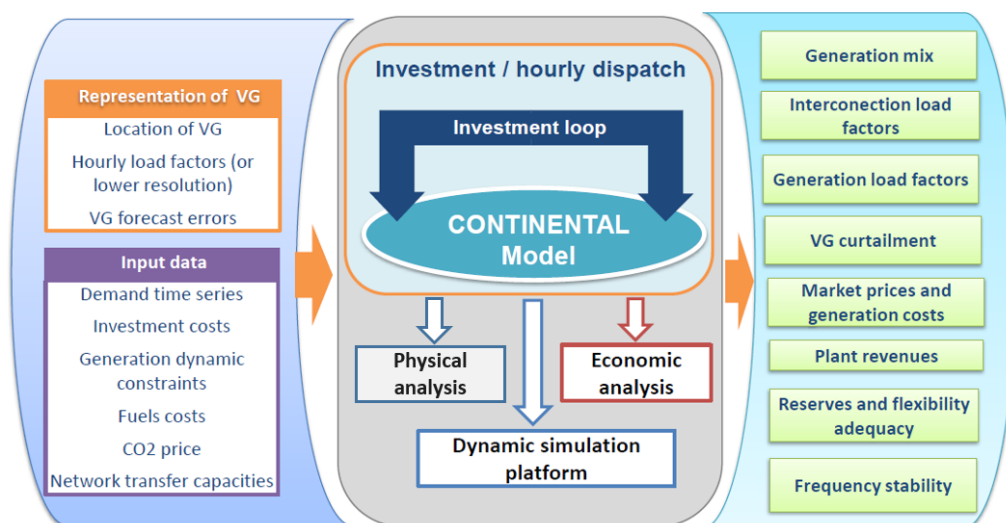 Representation of VG
Location of VG
Hourly load factors (or
lower resolution)
VG forecast errors
Input data
Demand time series
Investment costs
Generation dynamic
constraints
Fuels costs
CO2 price
Network transfer capacities
Investment / hourly dispatch
Investment loop
CONTINENTAL
Model
Physical
analysis
Economic
analysis
Dynamic simulation
platform
Generation mix
Interconection load
factors
Generation load factors
VG curtailment
Market prices and
generation costs
Plant revenues
Reserves and flexibility
adequacy
Frequency stability